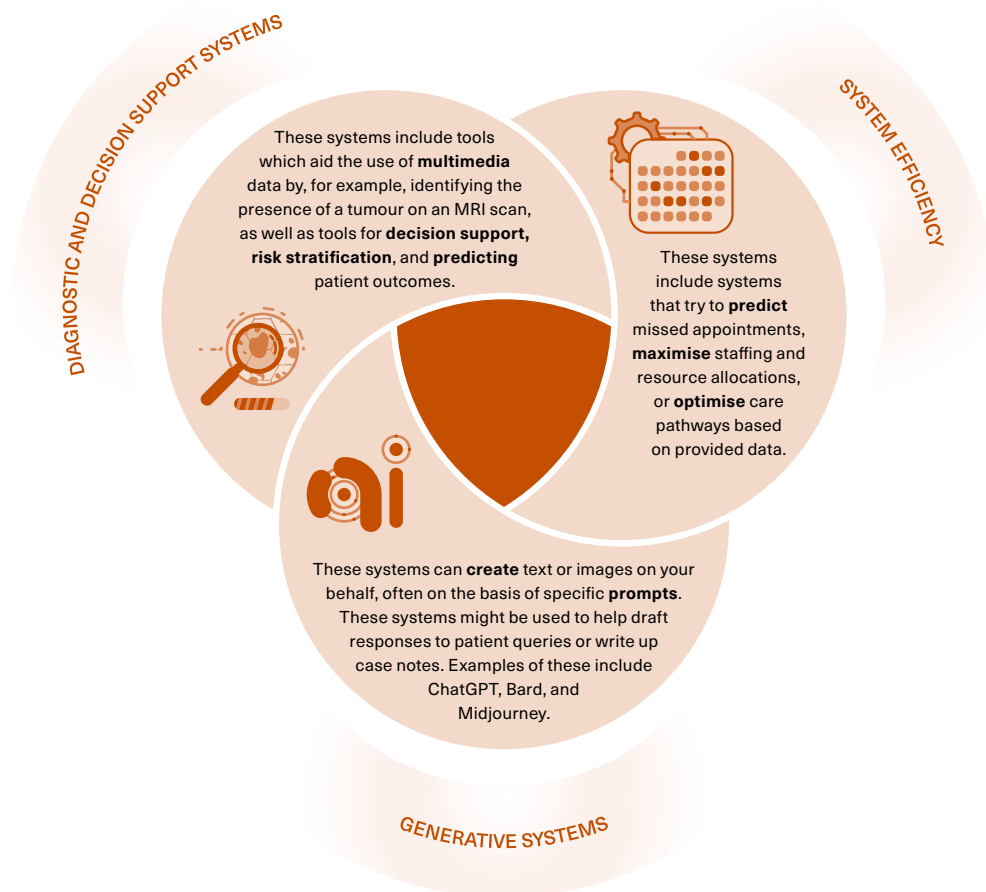 DIAGNOSTIC AND DECISION SUPPORT SYSTEMS
These systems include tools
which aid the use of multimedia
data by, for example, identifying the
presence of a tumour on an MRI scan,
as well as tools for decision support,
risk stratification, and predicting
patient outcomes.
SYSTEM EFFICIENCY
These systems
include systems
that try to predict
missed appointments,
maximise staffing and
resource allocations,
or optimise care
pathways based
on provided data.
ai
These systems can create text or images on your
behalf, often on the basis of specific prompts.
These systems might be used to help draft
responses to patient queries or write up
case notes. Examples of these include
ChatGPT, Bard, and
Midjourney.
GENERATIVE SYSTEMS